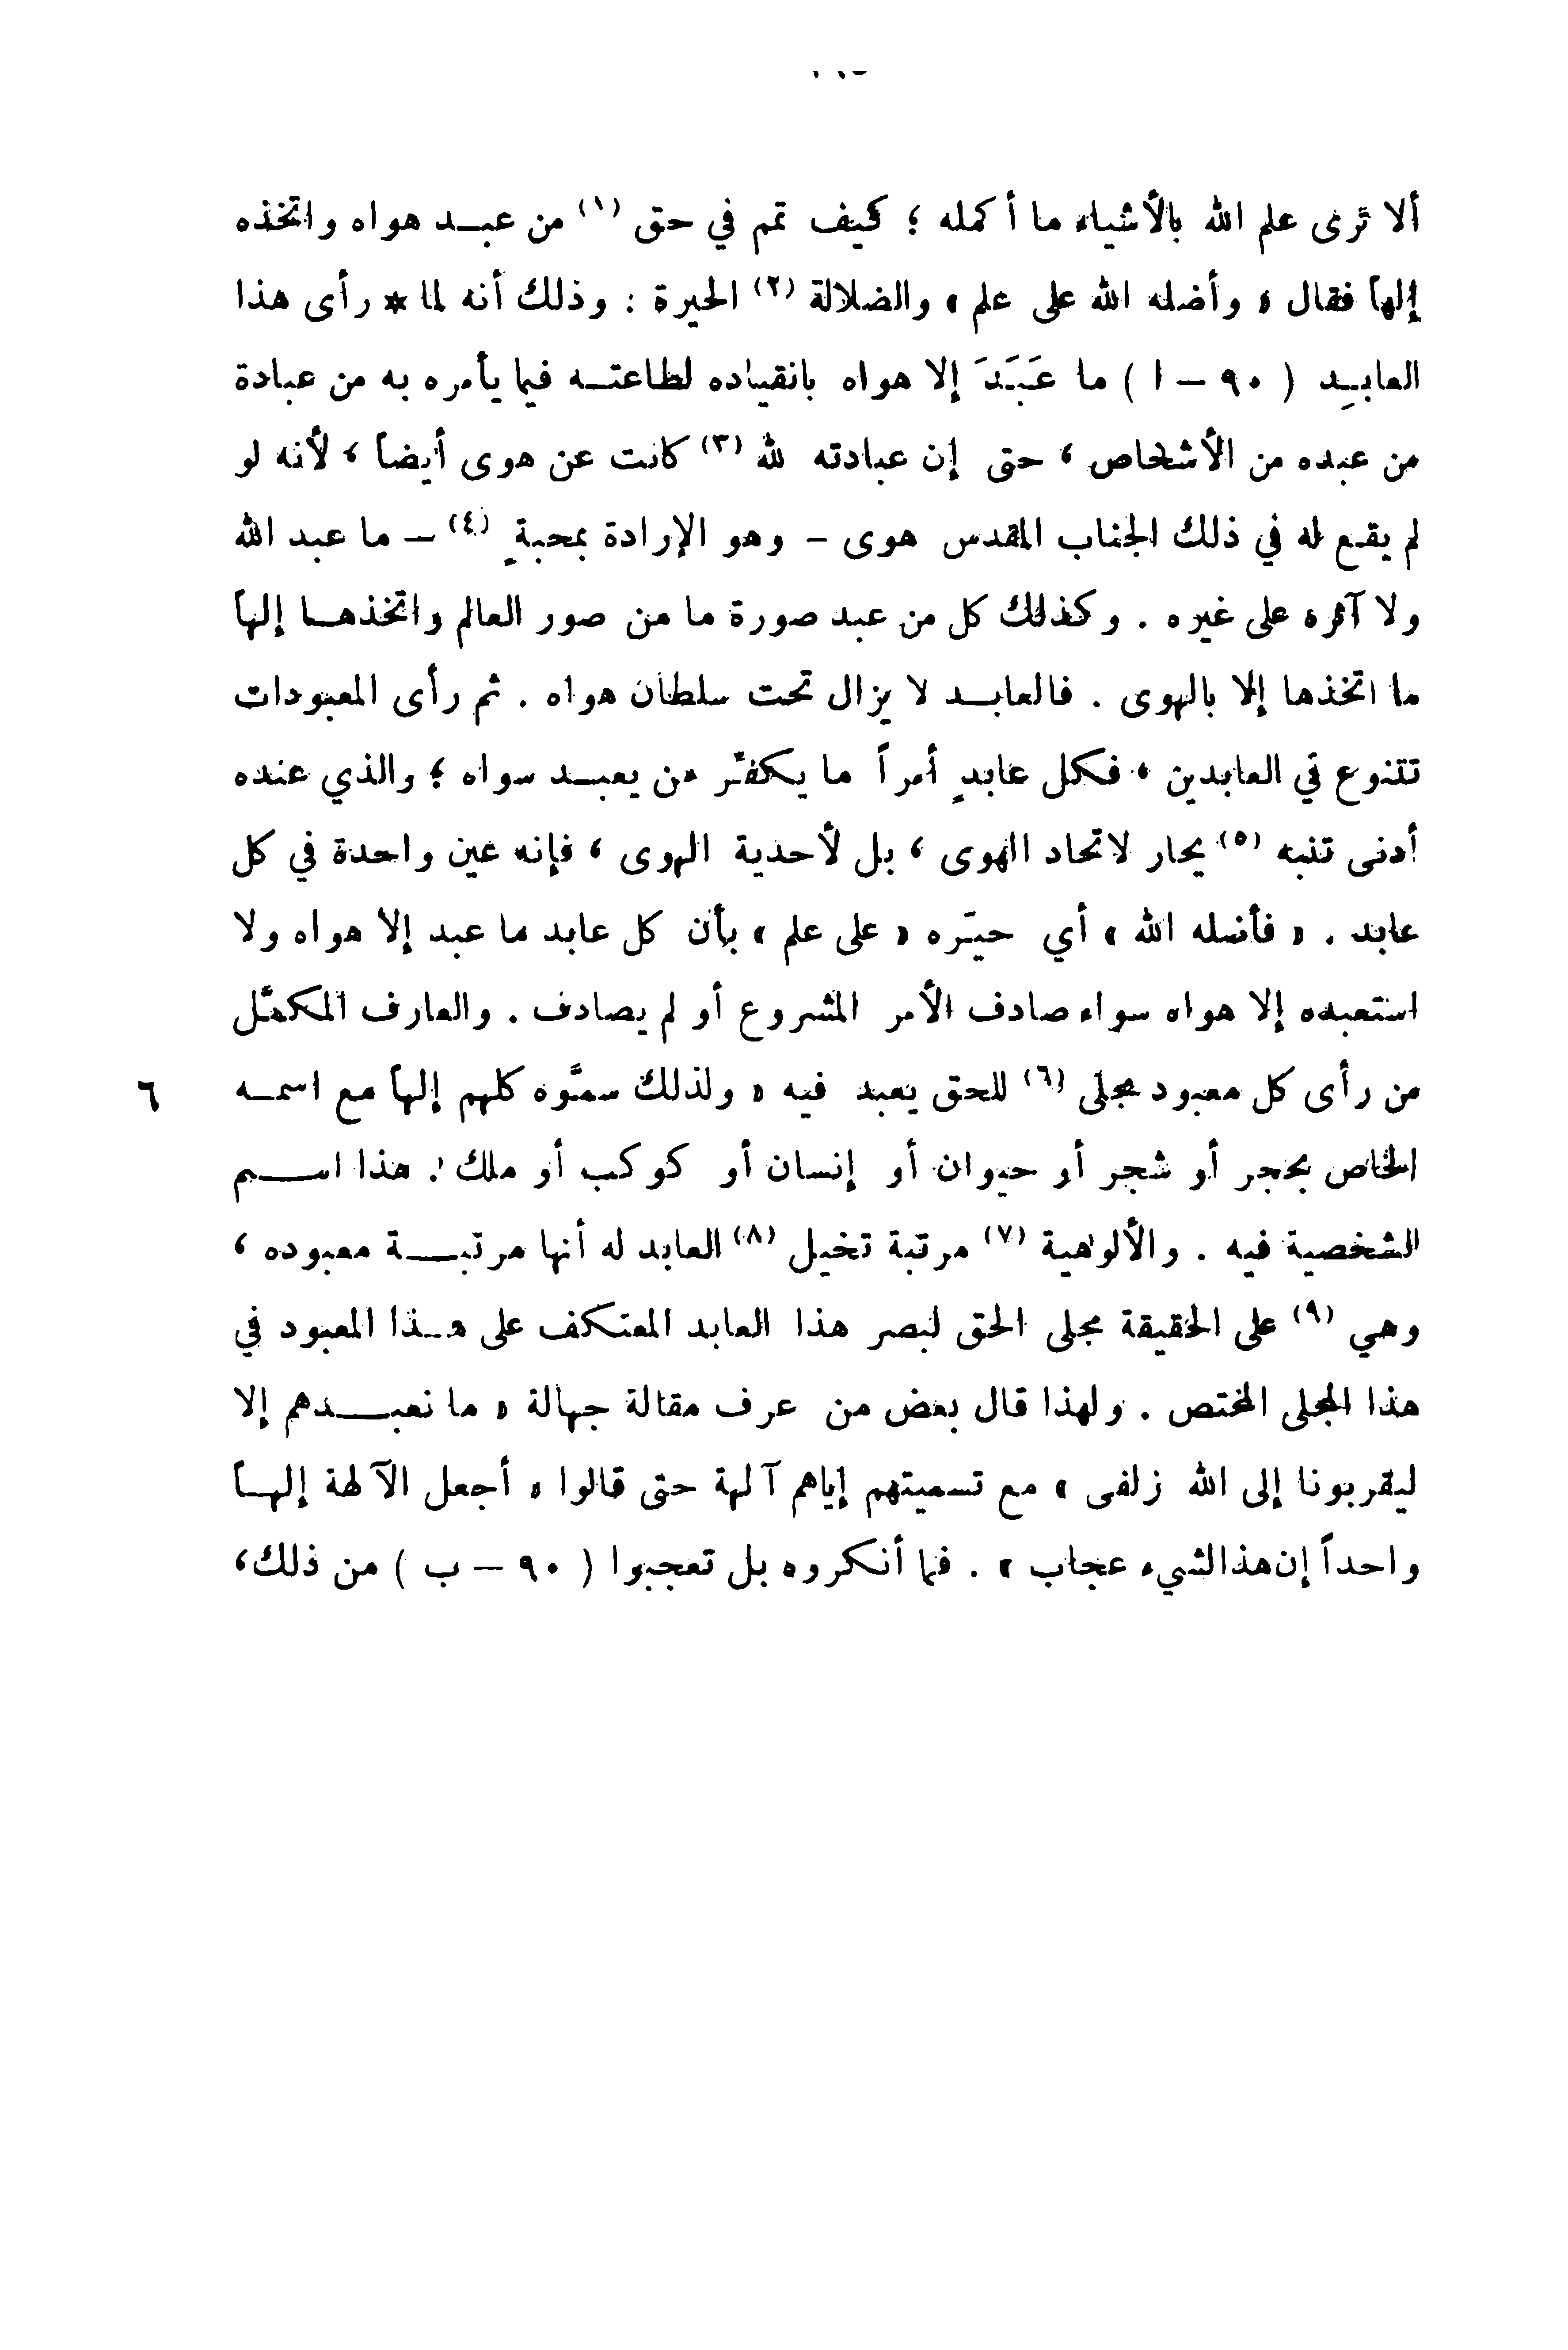 ألا تَرى علم الله بالأشياء ما أكمله ؛ كيف تمم في حق (١) من عبد هواه واتخذه
إلهاً فقال « وأضله الله على علم » والضلالة (٢) الحيرة : وذلك أنه لما * رأى هذا
العابِد ( ٩٠ – ا ) ما عَبَدَ إلا هواه بانقياده لطاعته فيما يأمره به من عبادة
من عبده من الأشخاص ، حتى إن عبادته لله (٣) كانت عن هوى أيضاً ، لأنه لو
لم يقع له في ذلك الجناب المقدس هوى – وهو الإرادة بمحبةٍ (٤) – ما عبد الله
ولا آثره على غيره . وكذلك كل من عبد صورة ما من صور العالم واتخذها إلهاً
ما اتخذها إلا بالهوى . فالعابد لا يزال تحت سلطان هواه . ثم رأى المعبودات
تتنوع في العابدين ، فكل عابدٍ أمراً ما يكفِّر من يعبد سواه ؛ والذي عنده
أدنى تنبه (٥) يحار لاتحاد الهوى ، بل لأحدية الهوى ، فإنه عين واحدة في كل
عابد . « فأضله الله » أي حيّره « على علم » بأن كل عابد ما عبد إلا هواه ولا
استعبده إلا هواه سواء صادف الأمر المشروع أو لم يصادف . والعارف المكمَّل
من رأى كل معبود مجلى (٦) للحق يعبد فيه « ولذلك سمَّوه كلهم إلهاً مع اسمه
٦
الخاص بحجر أو شجر أو حيوان أو إنسان أو كوكب أو ملك . هذا اسم
الشخصية فيه . والألوهية (٧) مرتبة تخيل (٨) العابد له أنها مرتبة معبوده ،
وهي (٩) على الحقيقة مجلى الحق لبصر هذا العابد المعتكف على هذا المعبود في
هذا المجلى المختص . ولهذا قال بعض من عرف مقالة جهالة « ما نعبدهم إلا
ليقربونا إلى الله زلفى » مع تسميتهم إياهم آلهة حتى قالوا « أجعل الآلهة إلهاً
واحداً إن هذا لشيء عجاب » . فما أنكروه بل تعجبوا ( ٩٠ – ب ) من ذلك ،